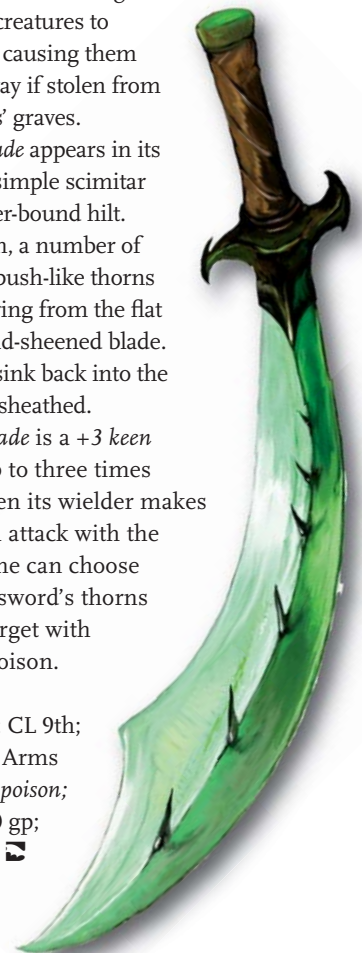 creatures to
causing them
ay if stolen from
s’ graves.
ade appears in its
simple scimitar
er-bound hilt.
n, a number of
bush-like thorns
ing from the flat
ld-sheened blade.
sink back into the
sheathed.
ade is a +3 keen
to three times
en its wielder makes
attack with the
he can choose
sword’s thorns
rget with
oison.
CL 9th;
Arms
poison;
gp;